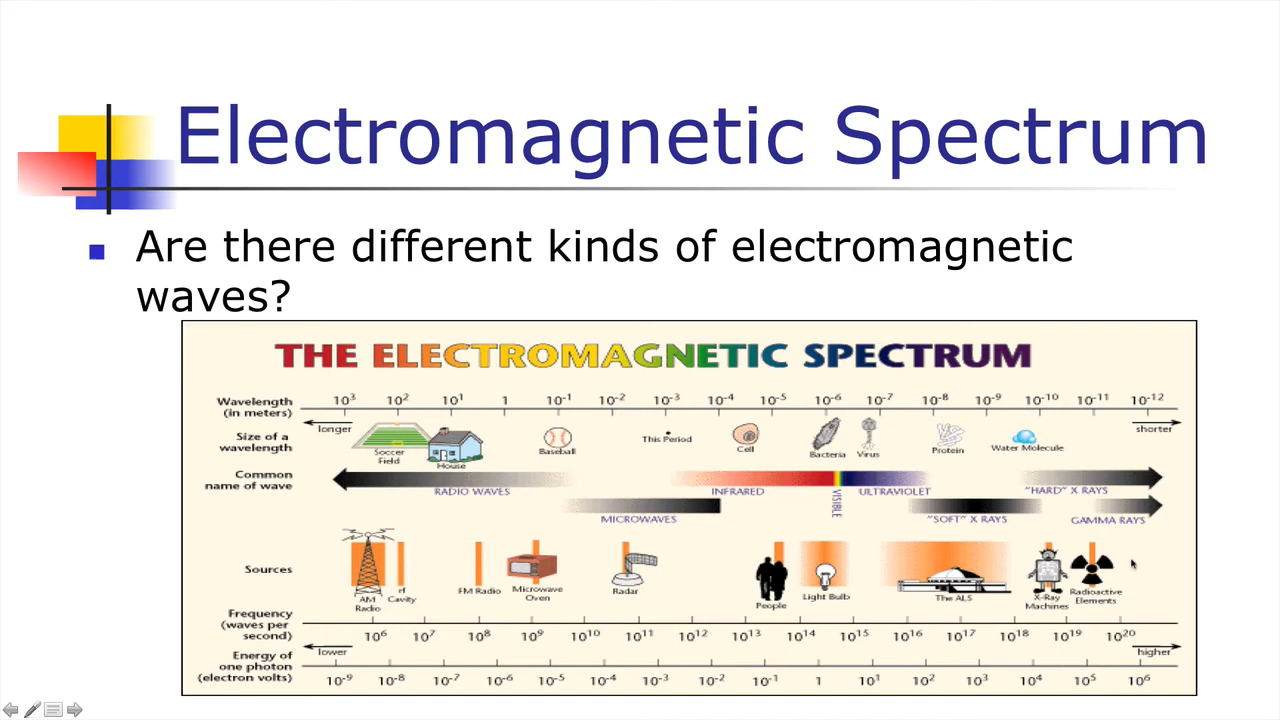 Electromagnetic Spectrum
Are there different kinds of electromagnetic
waves?
THE ELECTROMAGNETIC SPECTRUM
Wavelength
(in meters)
10³ 10² 10¹ 1 10⁻¹ 10⁻² 10⁻³ 10⁻⁴ 10⁻⁵ 10⁻⁶ 10⁻⁷ 10⁻⁸ 10⁻⁹ 10⁻¹⁰ 10⁻¹¹ 10⁻¹²
longer shorter
Size of a
wavelength
Soccer
Field
House
Baseball
This Period
Cell
Bacteria
Virus
Protein
Water Molecule
Common
name of wave
RADIO WAVES
INFRARED
VISIBLE
ULTRAVIOLET
"HARD" X RAYS
MICROWAVES
"SOFT" X RAYS
GAMMA RAYS
Sources
AM
Radio
rf
Cavity
FM Radio
Microwave
Oven
Radar
People
Light Bulb
The ALS
X-Ray
Machines
Radioactive
Elements
Frequency
(waves per
second)
10⁶ 10⁷ 10⁸ 10⁹ 10¹⁰ 10¹¹ 10¹² 10¹³ 10¹⁴ 10¹⁵ 10¹⁶ 10¹⁷ 10¹⁸ 10¹⁹ 10²⁰
lower higher
Energy of
one photon
(electron volts)
10⁻⁹ 10⁻⁸ 10⁻⁷ 10⁻⁶ 10⁻⁵ 10⁻⁴ 10⁻³ 10⁻² 10⁻¹ 1 10¹ 10² 10³ 10⁴ 10⁵ 10⁶